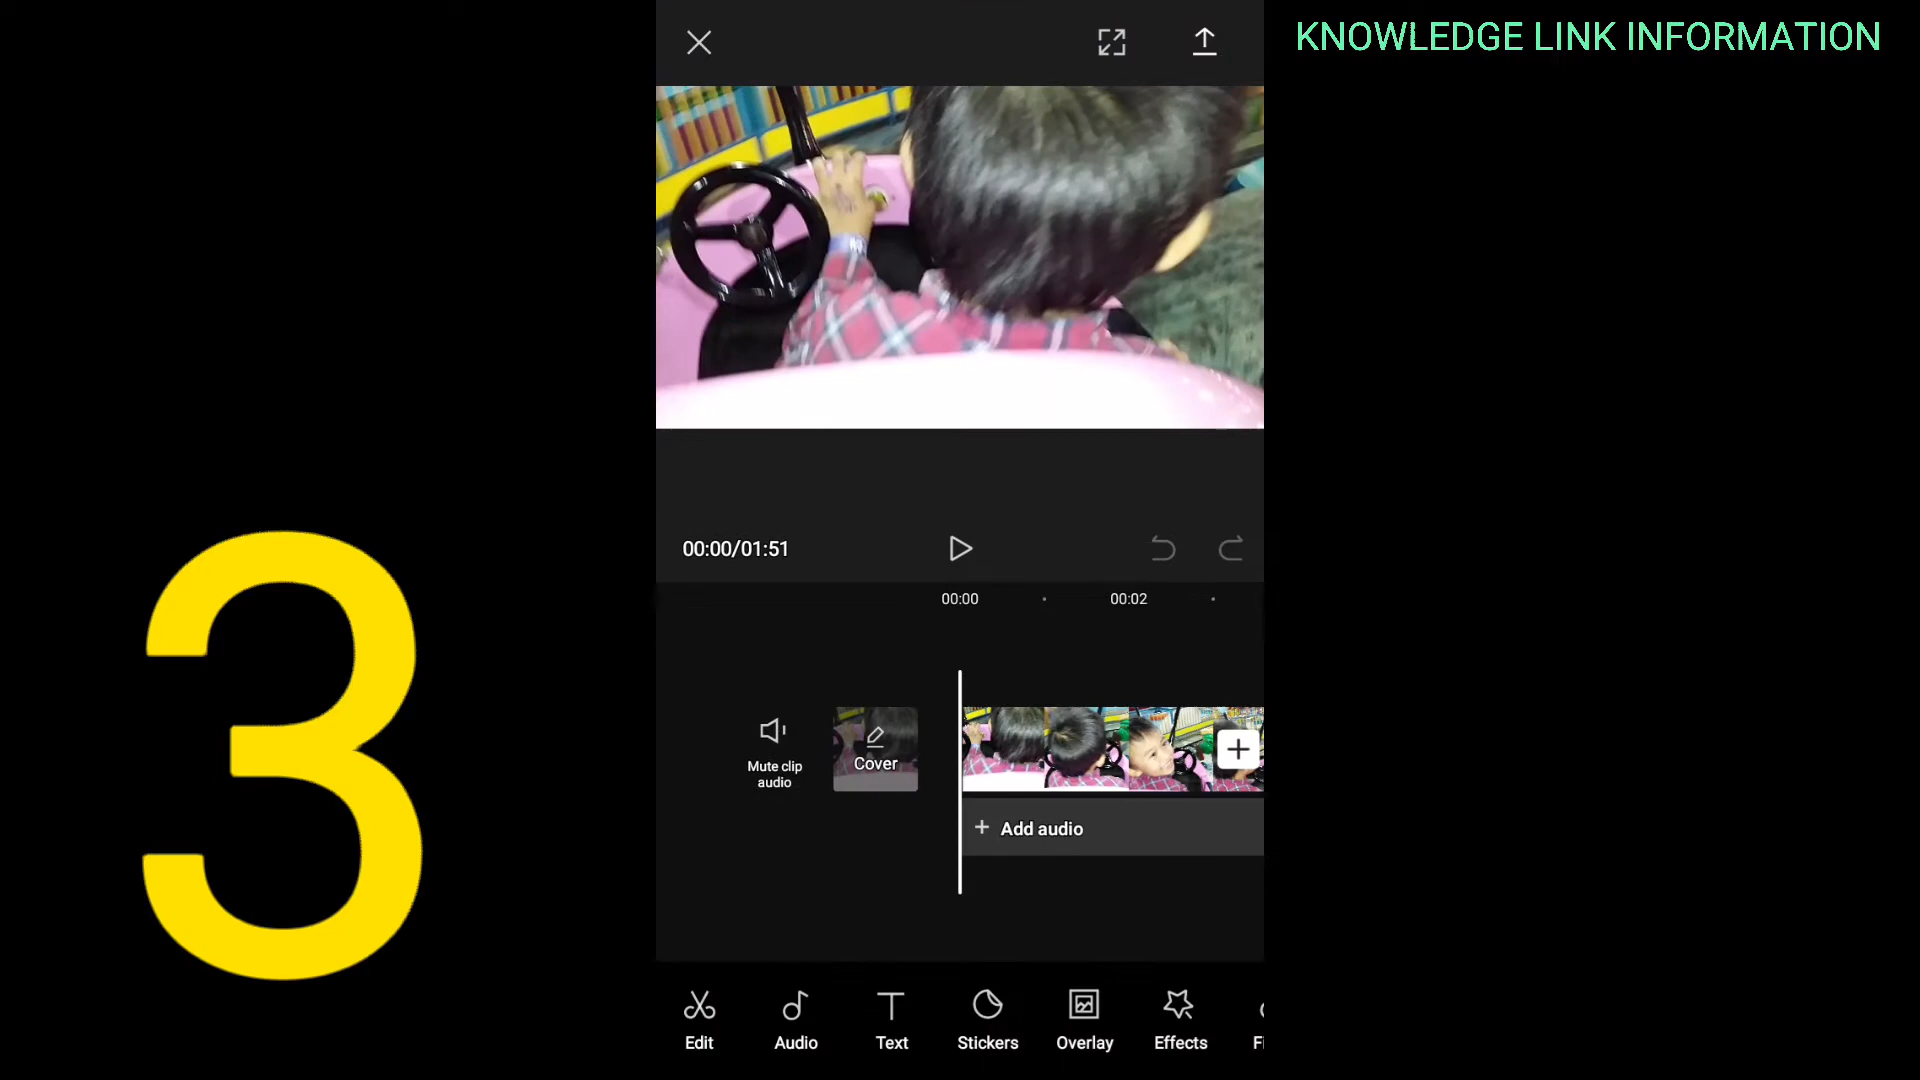 KNOWLEDGE LINK INFORMATION
3
00:00/01:51
00:00
00:02
Mute clip
audio
Cover
+ Add audio
Edit
Audio
Text
Stickers
Overlay
Effects